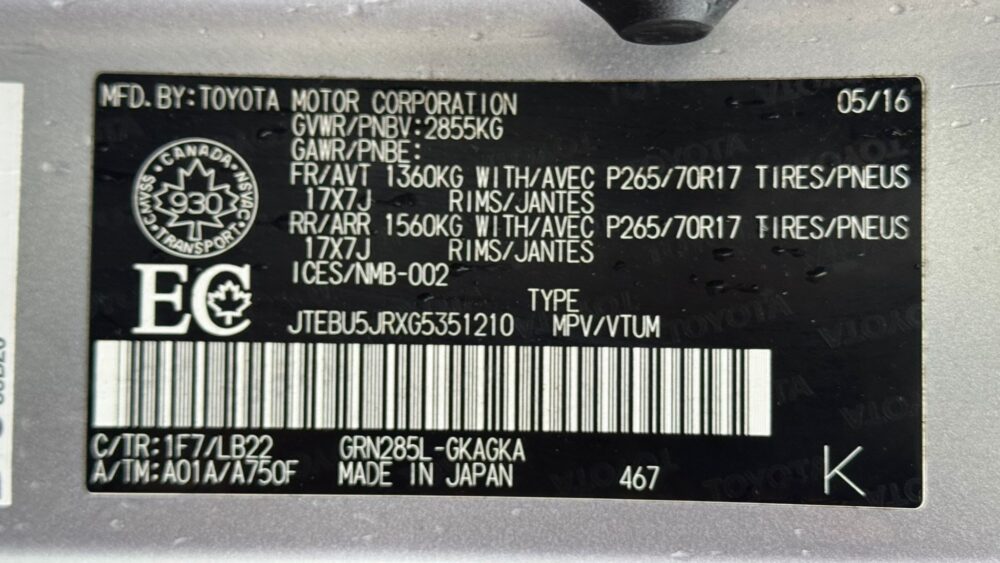 MFD. BY: TOYOTA MOTOR CORPORATION 05/16
GVWR/PNBV: 2855KG
GAWR/PNBE:
FR/AVT 1360KG WITH/AVEC P265/70R17 TIRES/PNEUS
17X7J RIMS/JANTES
RR/ARR 1560KG WITH/AVEC P265/70R17 TIRES/PNEUS
17X7J RIMS/JANTES
ICES/NMB-002
CANADA
CMVSS 930 NSVAC
TRANSPORT
EC
TYPE
JTEBU5JRXG5351210 MPV/VTUM
C/TR: 1F7/LB22 GRN285L-GKAGKA
A/TM: A01A/A750F MADE IN JAPAN 467 K
TOYOTA